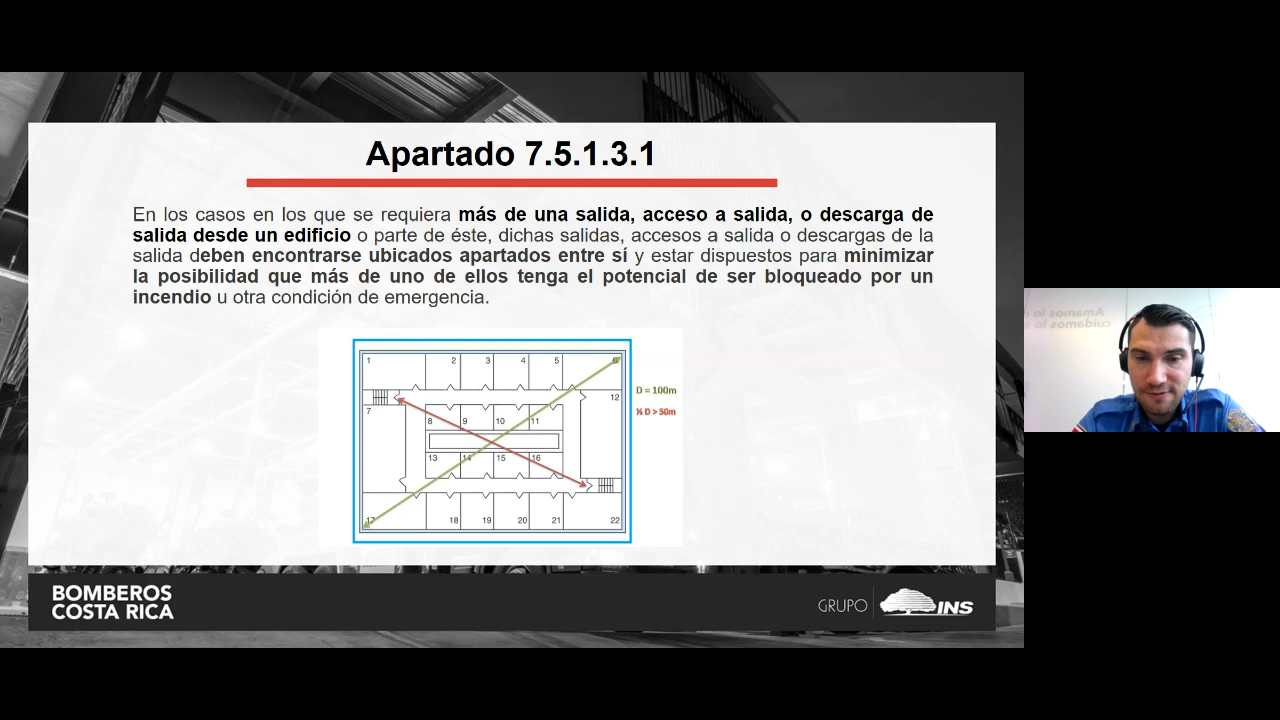 Apartado 7.5.1.3.1
En los casos en los que se requiera más de una salida, acceso a salida, o descarga de
salida desde un edificio o parte de éste, dichas salidas, accesos a salida o descargas de la
salida deben encontrarse ubicados apartados entre sí y estar dispuestos para minimizar
la posibilidad que más de uno de ellos tenga el potencial de ser bloqueado por un
incendio u otra condición de emergencia.
1 2 3 4 5 6
D = 100m
12
7
½ D > 50m
8 9 10 11
13 14 15 16
17 18 19 20 21 22
Amamos lo
cuidamos lo
BOMBEROS
COSTA RICA
GRUPO INS